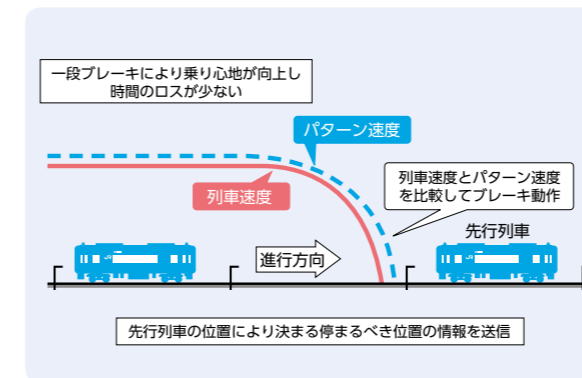 一段ブレーキにより乗り心地が向上し
時間のロスが少ない
パターン速度
列車速度
列車速度とパターン速度
を比較してブレーキ動作
先行列車
進行方向
先行列車の位置により決まる停まるべき位置の情報を送信